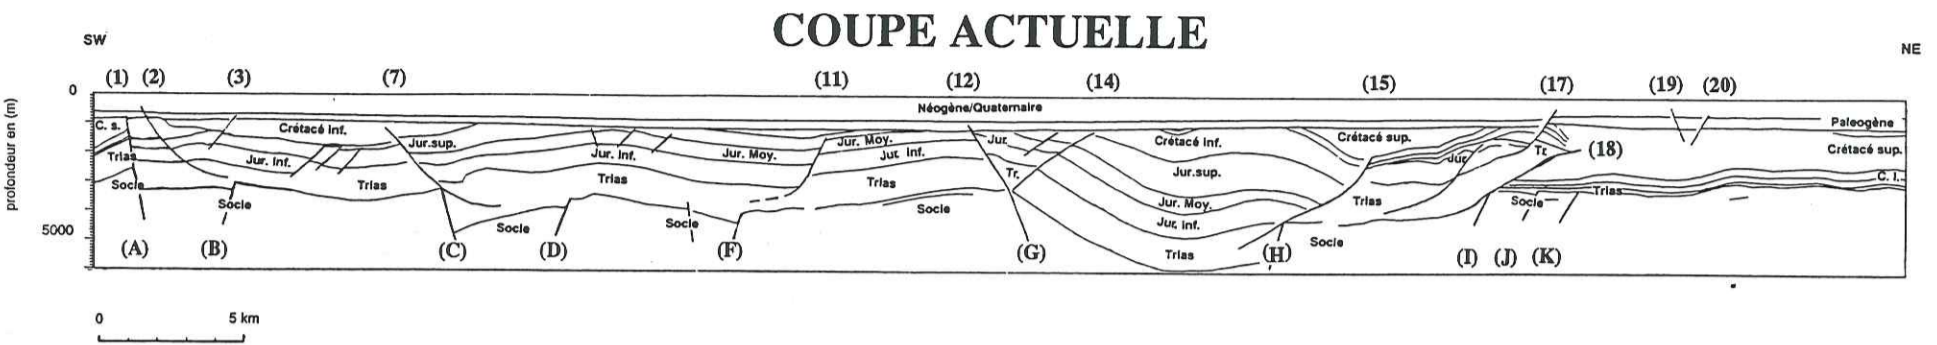 COUPE ACTUELLE
SW
NE
(1) (2) (3) (7) (11) (12) (14) (15) (17) 19) (20)
0
Néogène/Quaternaire
Paleogène
C. s.
Crétacé Inf.
Jur.sup.
Jur. Moy.
Jur.
Crétacé Inf.
Crétacé sup.
Crétacé sup.
Trias
Jur. Inf.
Jur. Inf.
Jur. Moy.
Jur. Inf.
Tr.
Jur.sup.
Jur.
Tr.
(18)
C. I.
Socle
Trias
Trias
Trias
Trias
Trias
Socle
Socle
Socle
Socle
Jur. Moy.
Jur. Inf.
Socle
Socle
Trias
5000
profondeur en (m)
(A) (B) (C) (D) (F) (G) (H) (I) (J) (K)
0 5 km